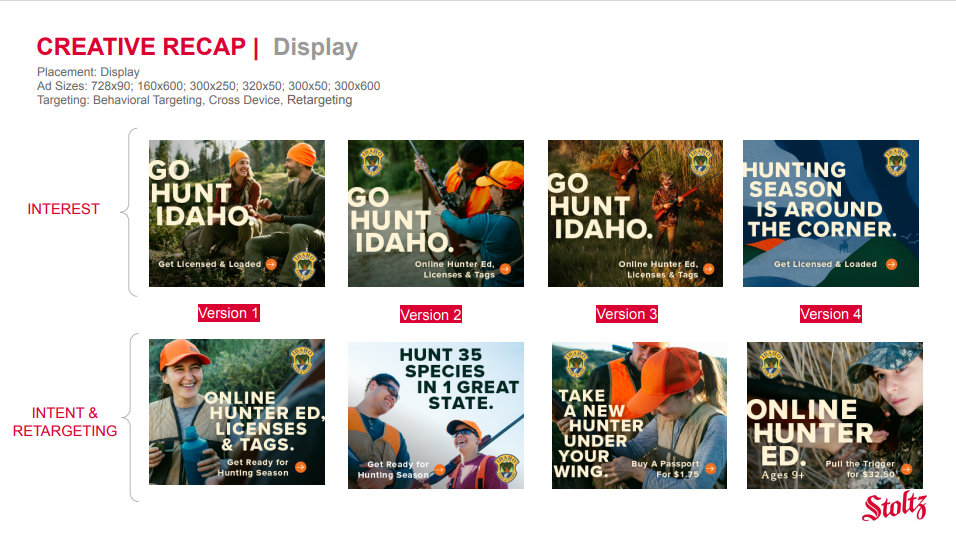 CREATIVE RECAP | Display
Placement: Display
Ad Sizes: 728x90; 160x600; 300x250; 320x50; 300x50; 300x600
Targeting: Behavioral Targeting, Cross Device, Retargeting
INTEREST
GO
HUNT
IDAHO.
Get Licensed & Loaded
GO
HUNT
IDAHO.
Online Hunter Ed,
Licenses & Tags
GO
HUNT
IDAHO.
Online Hunter Ed,
Licenses & Tags
HUNTING
SEASON
IS AROUND
THE CORNER.
Get Licensed & Loaded
Version 1
Version 2
Version 3
Version 4
INTENT &
RETARGETING
ONLINE
HUNTER ED,
LICENSES
& TAGS.
Get Ready for
Hunting Season
HUNT 35
SPECIES
IN 1 GREAT
STATE.
Get Ready for
Hunting Season
TAKE
A NEW
HUNTER
UNDER
YOUR
WING.
Buy A Passport
For $1.75
ONLINE
HUNTER
ED.
Ages 9+
Pull the Trigger
for $32.50
Stoltz